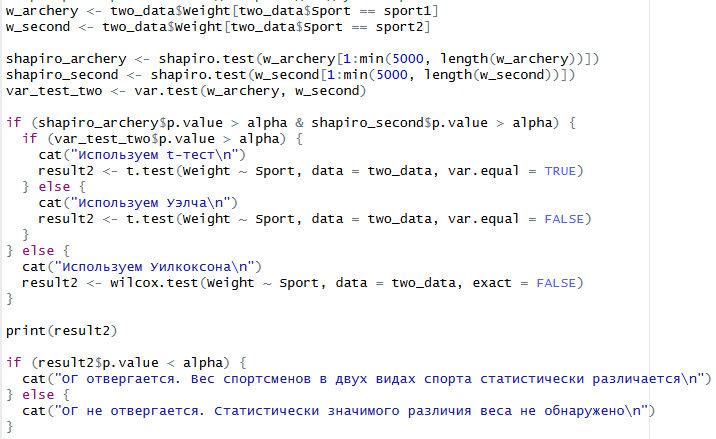 w_archery <- two_data$Weight[two_data$Sport == sport1]
w_second <- two_data$Weight[two_data$Sport == sport2]

shapiro_archery <- shapiro.test(w_archery[1:min(5000, length(w_archery))])
shapiro_second <- shapiro.test(w_second[1:min(5000, length(w_second))])
var_test_two <- var.test(w_archery, w_second)

if (shapiro_archery$p.value > alpha & shapiro_second$p.value > alpha) {
  if (var_test_two$p.value > alpha) {
    cat("Используем t-тест\n")
    result2 <- t.test(Weight ~ Sport, data = two_data, var.equal = TRUE)
  } else {
    cat("Используем Уэлча\n")
    result2 <- t.test(Weight ~ Sport, data = two_data, var.equal = FALSE)
  }
} else {
  cat("Используем Уилкоксона\n")
  result2 <- wilcox.test(Weight ~ Sport, data = two_data, exact = FALSE)
}

print(result2)

if (result2$p.value < alpha) {
  cat("ОГ отвергается. Вес спортсменов в двух видах спорта статистически различается\n")
} else {
  cat("ОГ не отвергается. Статистически значимого различия веса не обнаружено\n")
}